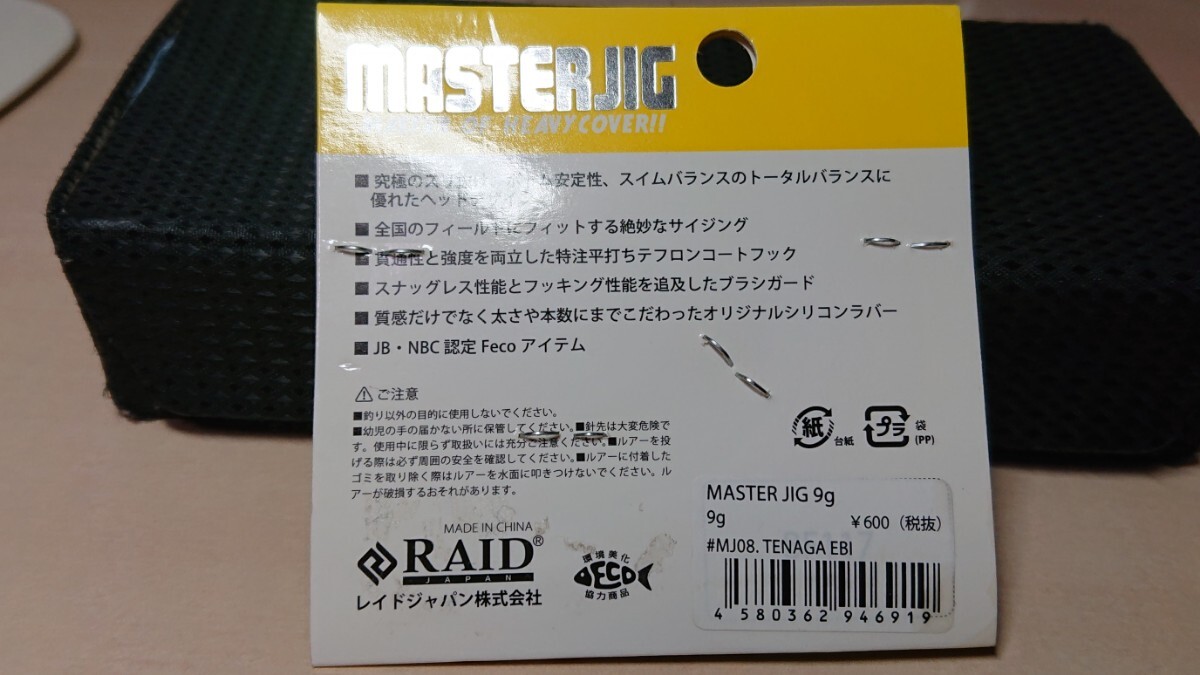 MASTERJIG
OF HEAVYCOVER!!
■ 究極のス 安定性、スイムバランスのトータルバランスに
優れたヘッド
■ 全国のフィールドにフィットする絶妙なサイジング
■ 貫通性と強度を両立した特注平打ちテフロンコートフック
■ スナッグレス性能とフッキング性能を追及したブラシガード
■ 質感だけでなく太さや本数にまでこだわったオリジナルシリコンラバー
■ JB・NBC 認定 Feco アイテム
⚠ ご注意
■釣り以外の目的に使用しないでください。
■幼児の手の届かない所に保管してください。■針先は大変危険で
す。使用中に限らず取扱いには充分ご注意ください。■ルアーを投
げる際は必ず周囲の安全を確認してください。■ルアーに付着した
ゴミを取り除く際はルアーを水面に叩きつけないでください。ル
アーが破損するおそれがあります。
紙 台紙
プラ 袋
(PP)
MADE IN CHINA
RAID®
JAPAN
レイドジャパン株式会社
環境美化
FECO
協力商品
MASTER JIG 9g
9g ￥600（税抜）
#MJ08. TENAGA EBI
4 580362 946919